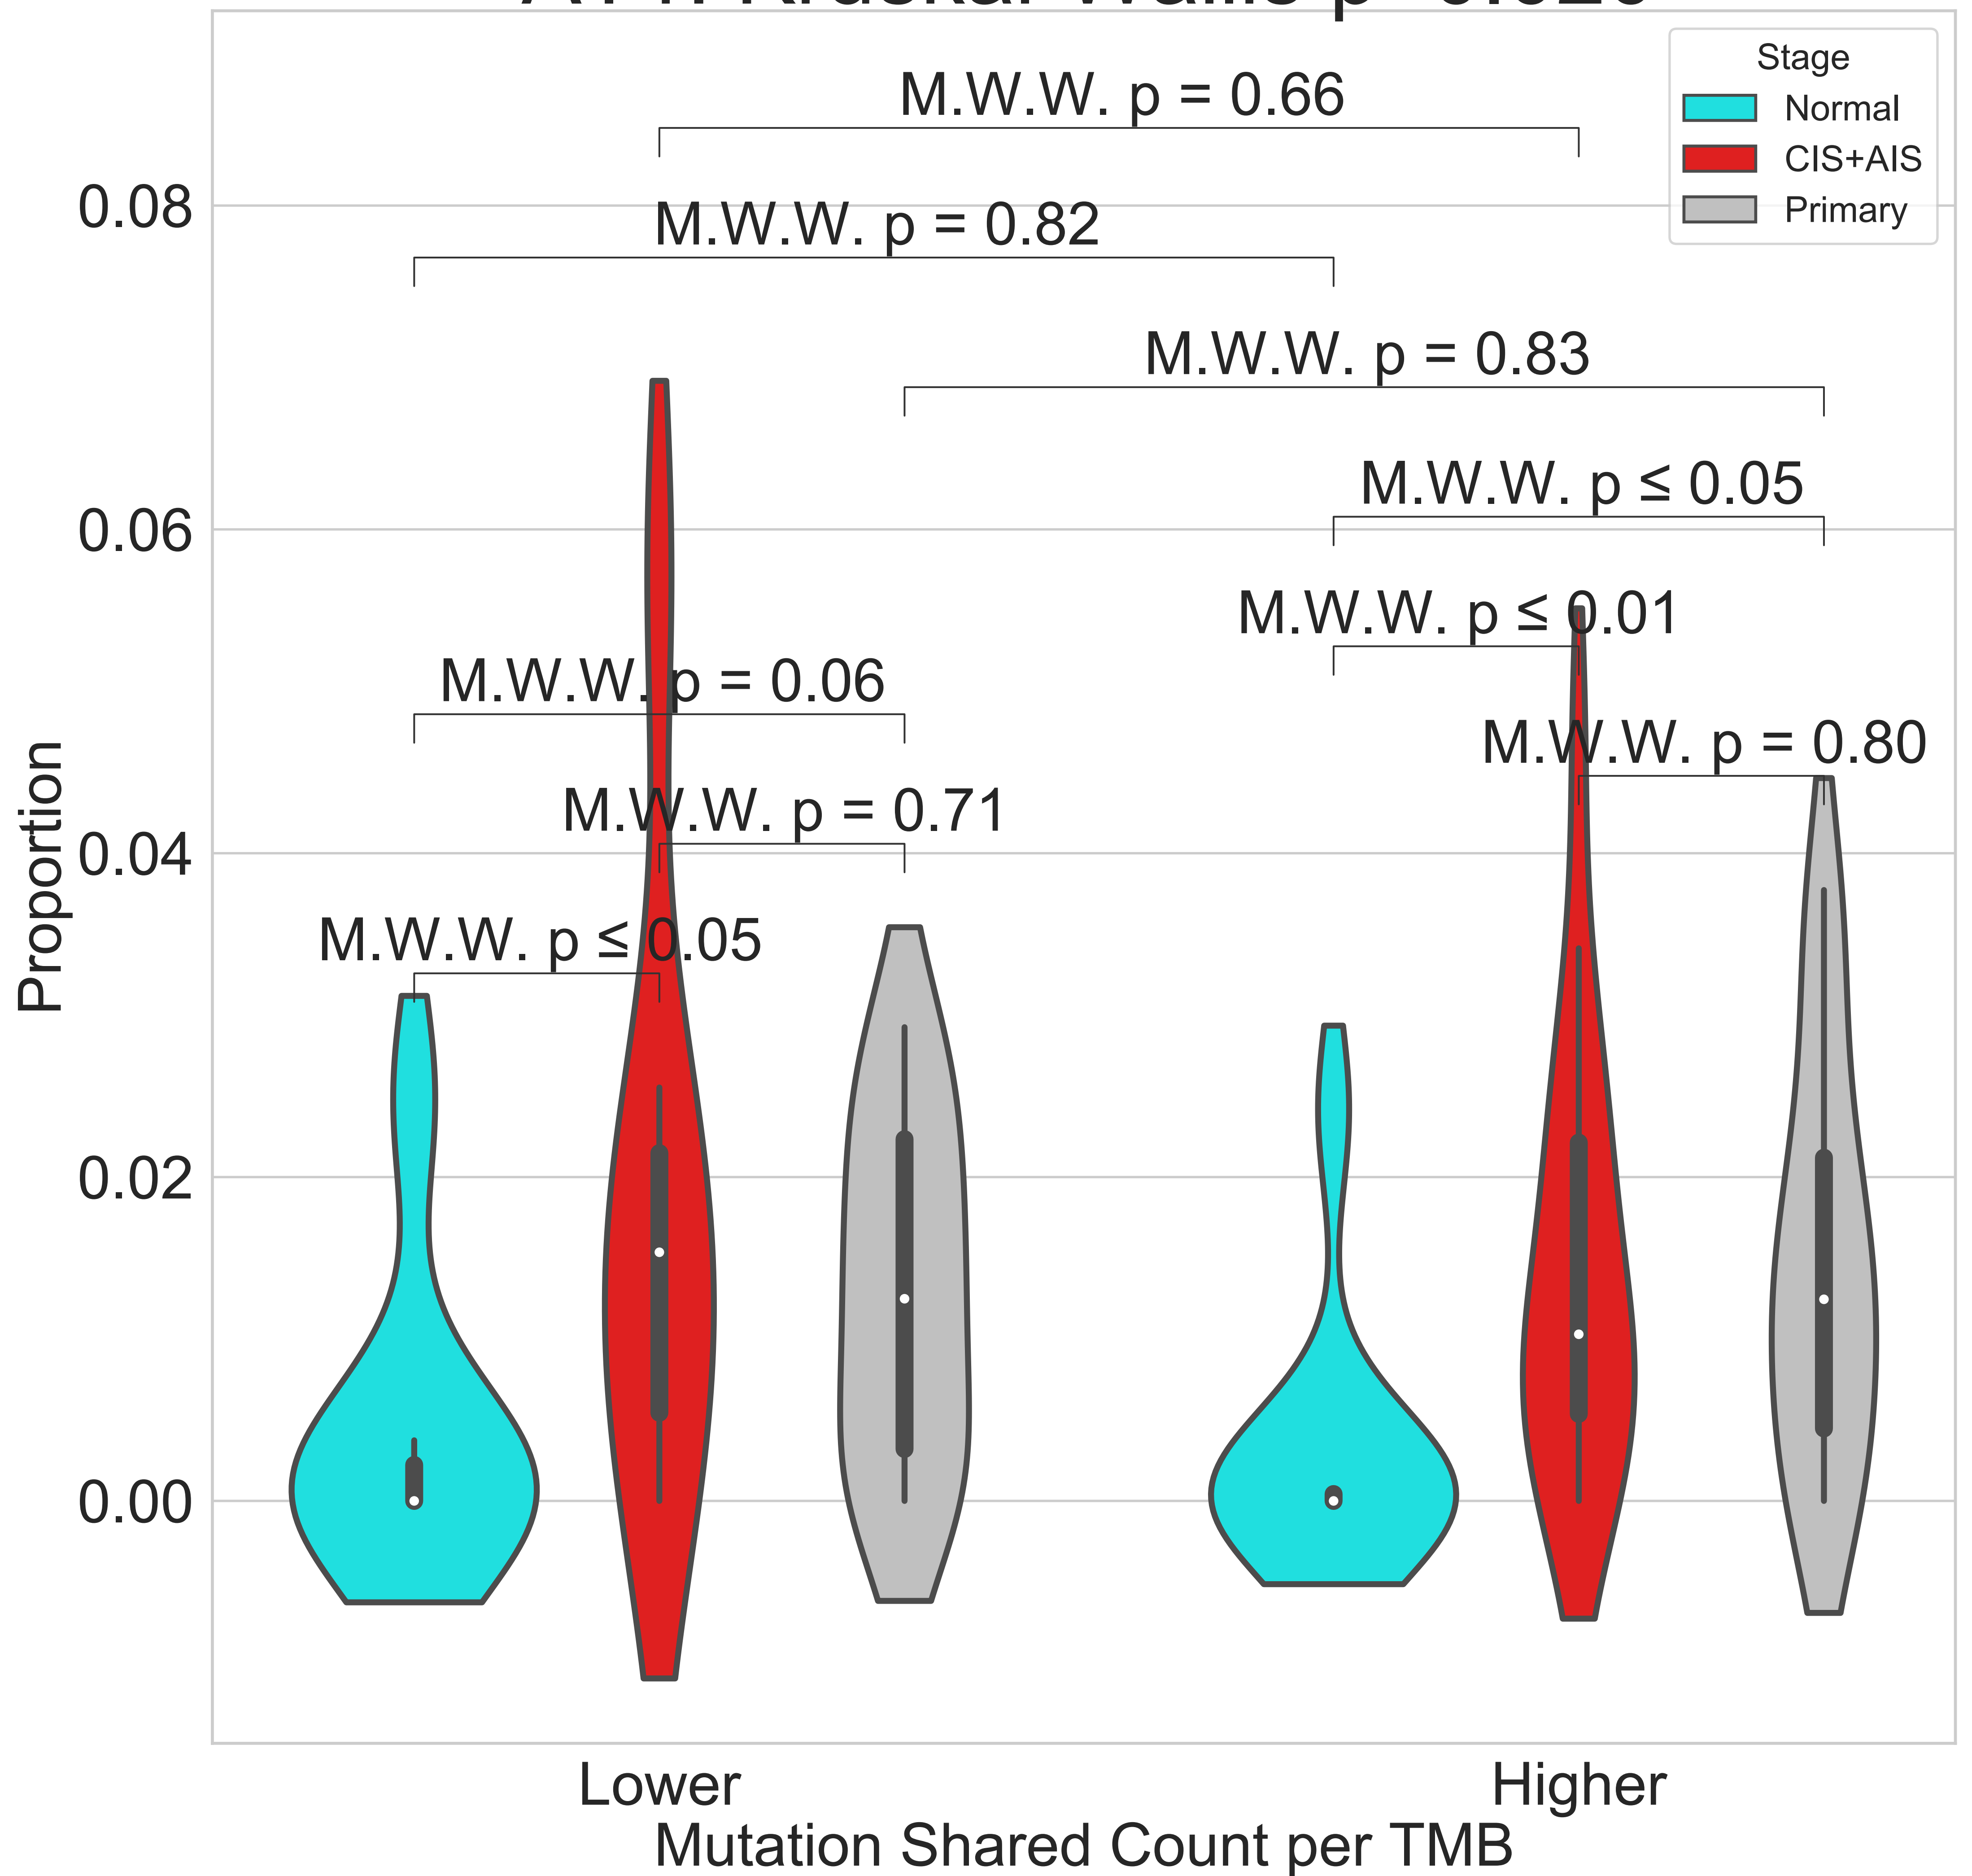 M.W.W. p = 0.66
Stage
Normal
CIS+AIS
Primary
0.08
M.W.W. p = 0.82
M.W.W. p = 0.83
M.W.W. p ≤ 0.05
0.06
M.W.W. p ≤ 0.01
M.W.W. p = 0.06
M.W.W. p = 0.80
M.W.W. p = 0.71
0.04
M.W.W. p ≤ 0.05
Proportion
0.02
0.00
Lower
Higher
Mutation Shared Count per TMB